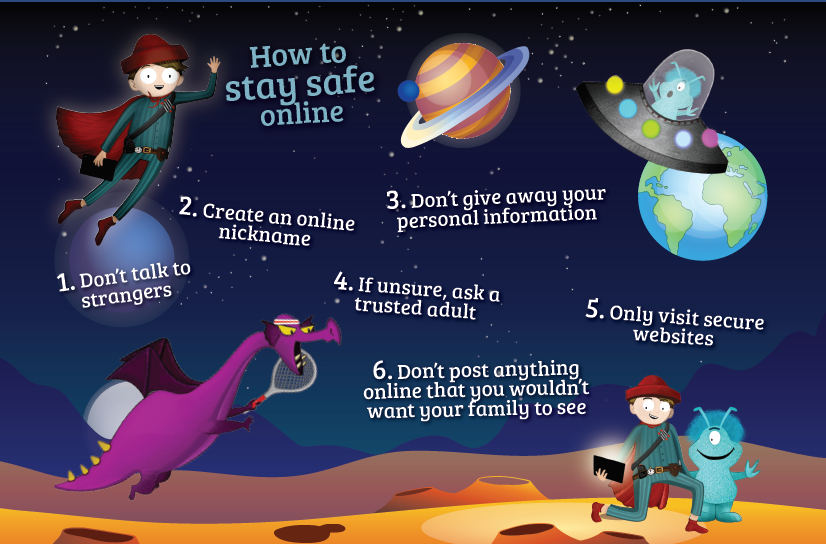 How to
stay safe
online
1. Don't talk to
strangers
2. Create an online
nickname
3. Don't give away your
personal information
4. If unsure, ask a
trusted adult
5. Only visit secure
websites
6. Don't post anything
online that you wouldn't
want your family to see